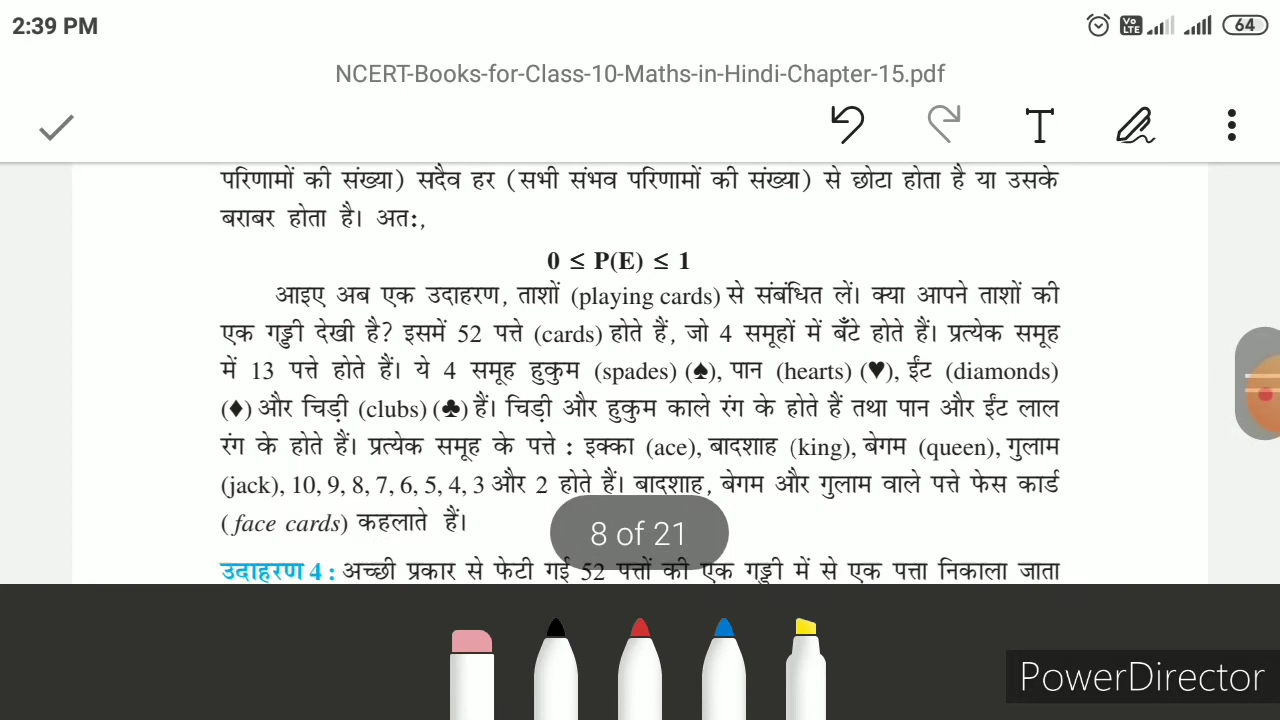 2:39 PM
Vo LTE
64
NCERT-Books-for-Class-10-Maths-in-Hindi-Chapter-15.pdf
T
परिणामों की संख्या) सदैव हर (सभी संभव परिणामों की संख्या) से छोटा होता है या उसके
बराबर होता है। अतः,
0 ≤ P(E) ≤ 1
आइए अब एक उदाहरण, ताशों (playing cards) से संबंधित लें। क्या आपने ताशों की
एक गड्डी देखी है? इसमें 52 पत्ते (cards) होते हैं, जो 4 समूहों में बँटे होते हैं। प्रत्येक समूह
में 13 पत्ते होते हैं। ये 4 समूह हुकुम (spades) (♠), पान (hearts) (♥), ईंट (diamonds)
(♦) और चिड़ी (clubs) (♣) हैं। चिड़ी और हुकुम काले रंग के होते हैं तथा पान और ईंट लाल
रंग के होते हैं। प्रत्येक समूह के पत्ते : इक्का (ace), बादशाह (king), बेगम (queen), गुलाम
(jack), 10, 9, 8, 7, 6, 5, 4, 3 और 2 होते हैं। बादशाह, बेगम और गुलाम वाले पत्ते फेस कार्ड
(face cards) कहलाते हैं।
8 of 21
उदाहरण 4 : अच्छी प्रकार से फेटी गई 52 पत्तों की एक गड्डी में से एक पत्ता निकाला जाता
PowerDirector